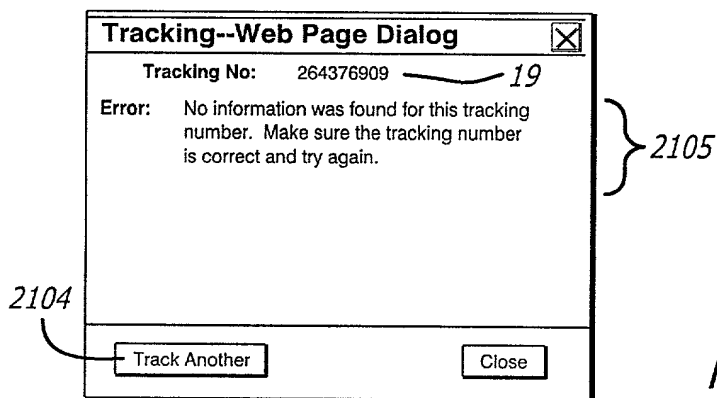 Tracking--Web Page Dialog
Tracking No: 264376909 19
Error: No information was found for this tracking
number. Make sure the tracking number
is correct and try again.
2105
2104
Track Another Close